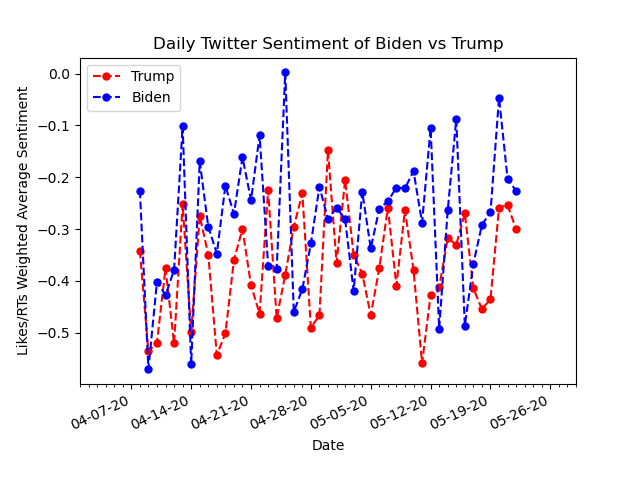 Daily Twitter Sentiment of Biden vs Trump
Trump
Biden
Likes/RTs Weighted Average Sentiment
0.0
−0.1
−0.2
−0.3
−0.4
−0.5
04-07-20
04-14-20
04-21-20
04-28-20
05-05-20
05-12-20
05-19-20
05-26-20
Date